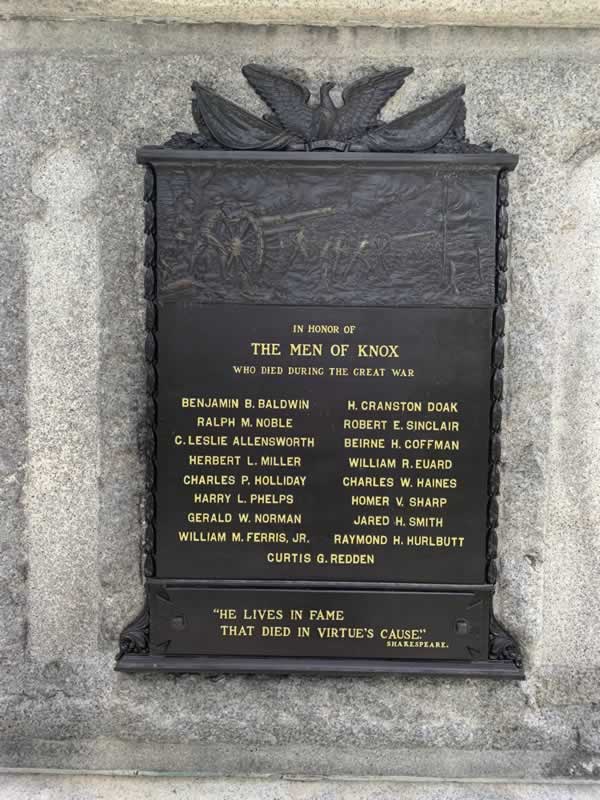 IN HONOR OF
THE MEN OF KNOX
WHO DIED DURING THE GREAT WAR
BENJAMIN B. BALDWIN
RALPH M. NOBLE
C. LESLIE ALLENSWORTH
HERBERT L. MILLER
CHARLES P. HOLLIDAY
HARRY L. PHELPS
GERALD W. NORMAN
WILLIAM M. FERRIS, JR.
H. CRANSTON DOAK
ROBERT E. SINCLAIR
BEIRNE H. COFFMAN
WILLIAM R. EUARD
CHARLES W. HAINES
HOMER V. SHARP
JARED H. SMITH
RAYMOND H. HURLBUTT
CURTIS G. REDDEN
"HE LIVES IN FAME
THAT DIED IN VIRTUE'S CAUSE."
SHAKESPEARE.